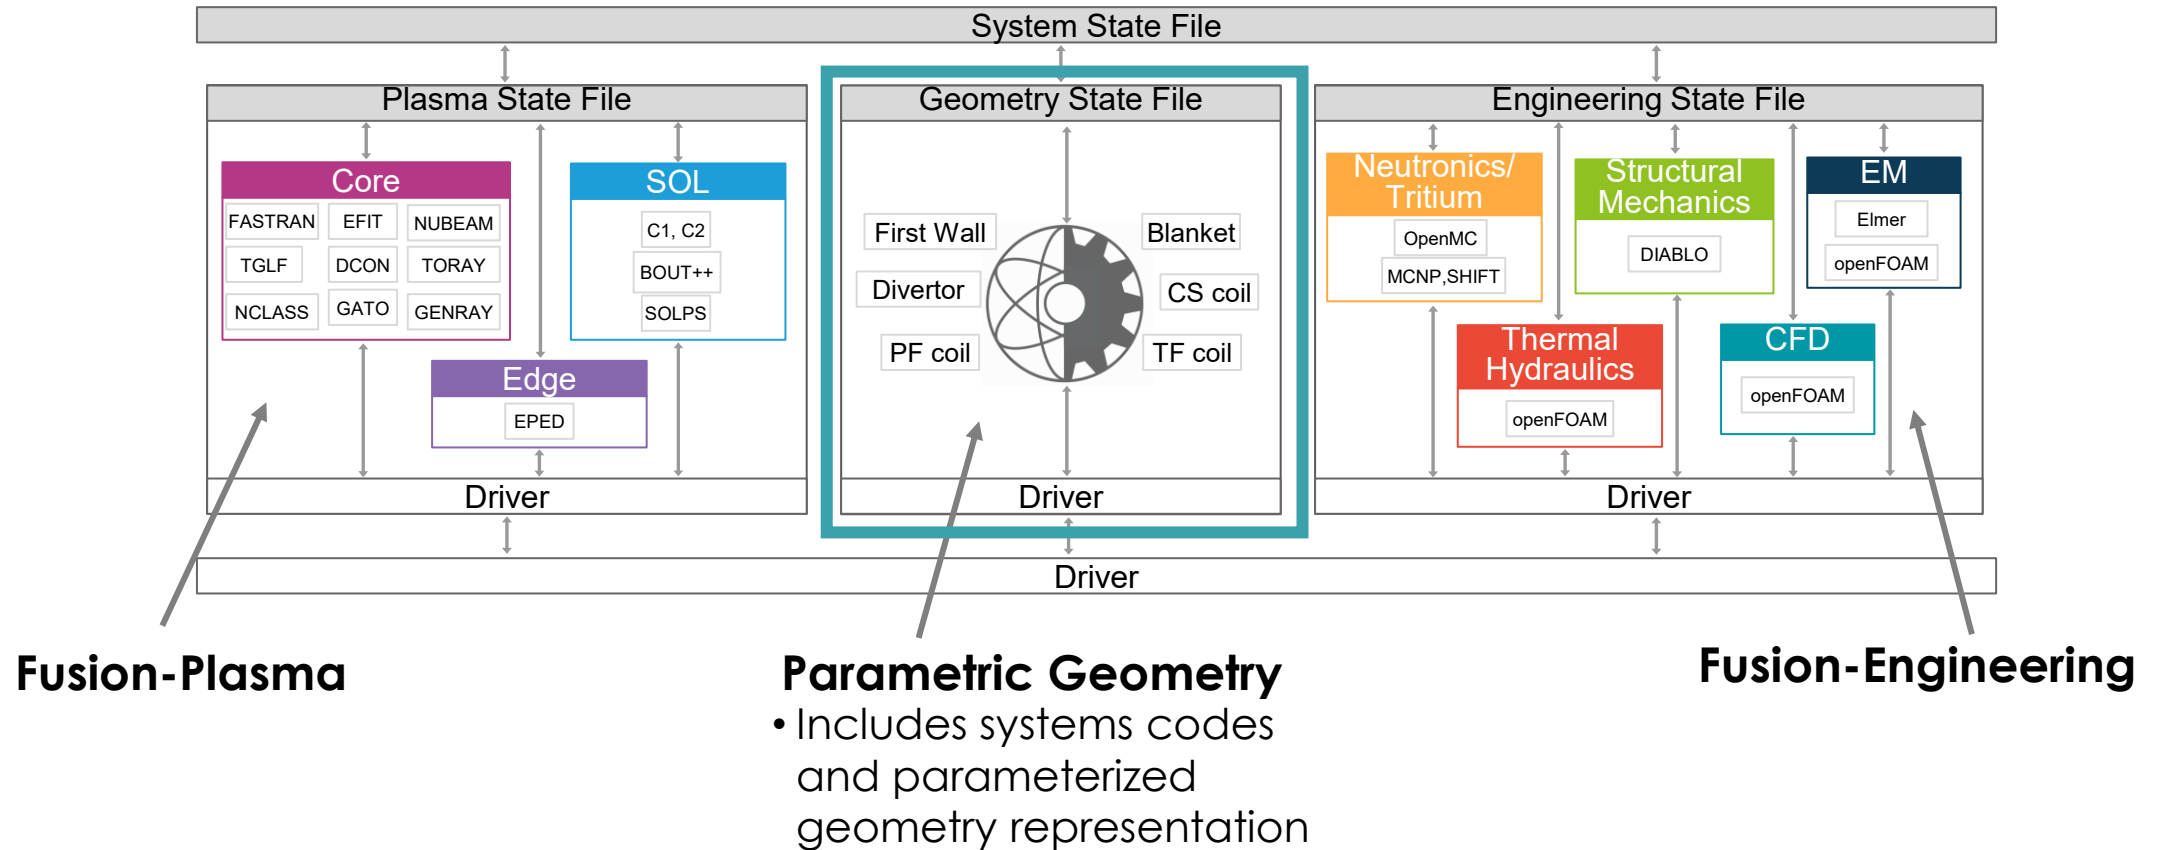 System State File
Plasma State File
Core
FASTRAN EFIT NUBEAM
TGLF DCON TORAY
NCLASS GATO GENRAY
SOL
C1, C2
BOUT++
SOLPS
Edge
EPED
Driver
Geometry State File
First Wall
Blanket
Divertor
CS coil
PF coil
TF coil
Driver
Engineering State File
Neutronics/
Tritium
OpenMC
MCNP,SHIFT
Structural
Mechanics
DIABLO
EM
Elmer
openFOAM
Thermal
Hydraulics
openFOAM
CFD
openFOAM
Driver
Driver
Fusion-Plasma
Parametric Geometry
• Includes systems codes
and parameterized
geometry representation
Fusion-Engineering